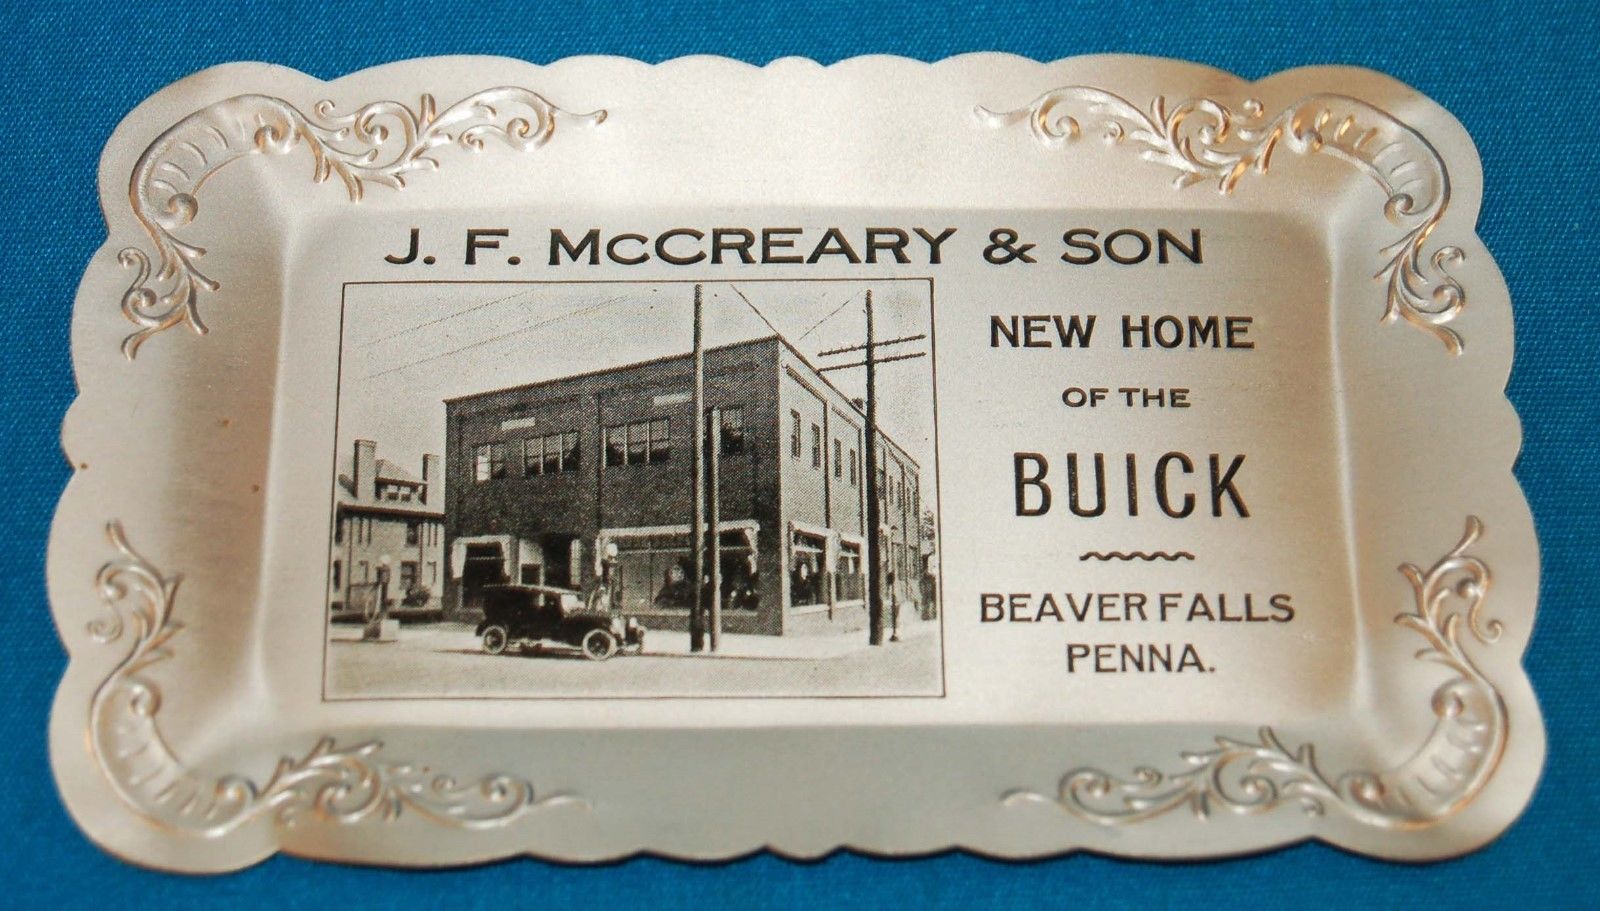 J. F. McCREARY & SON
NEW HOME
OF THE
BUICK
BEAVER FALLS
PENNA.